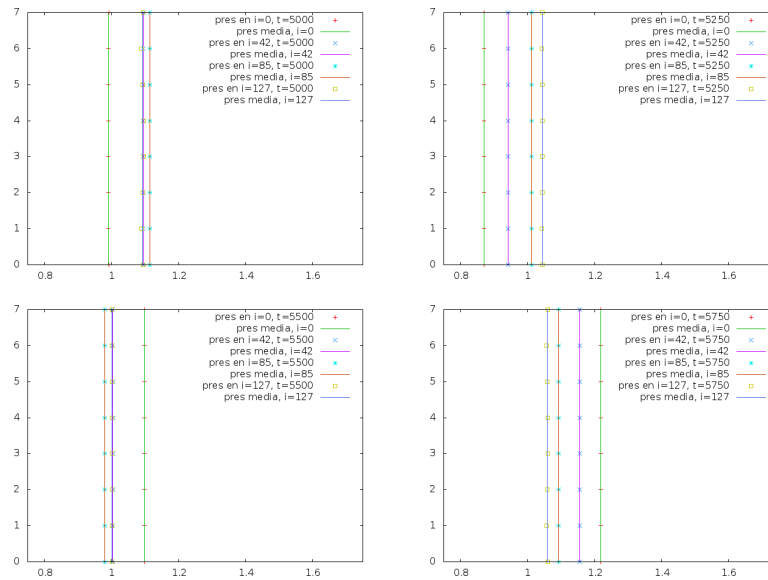 7
6
5
4
3
2
1
0
0.8 1 1.2 1.4 1.6
pres en i=0, t=5000
pres media, i=0
pres en i=42, t=5000
pres media, i=42
pres en i=85, t=5000
pres media, i=85
pres en i=127, t=5000
pres media, i=127
7
6
5
4
3
2
1
0
0.8 1 1.2 1.4 1.6
pres en i=0, t=5250
pres media, i=0
pres en i=42, t=5250
pres media, i=42
pres en i=85, t=5250
pres media, i=85
pres en i=127, t=5250
pres media, i=127
7
6
5
4
3
2
1
0
0.8 1 1.2 1.4 1.6
pres en i=0, t=5500
pres media, i=0
pres en i=42, t=5500
pres media, i=42
pres en i=85, t=5500
pres media, i=85
pres en i=127, t=5500
pres media, i=127
7
6
5
4
3
2
1
0
0.8 1 1.2 1.4 1.6
pres en i=0, t=5750
pres media, i=0
pres en i=42, t=5750
pres media, i=42
pres en i=85, t=5750
pres media, i=85
pres en i=127, t=5750
pres media, i=127